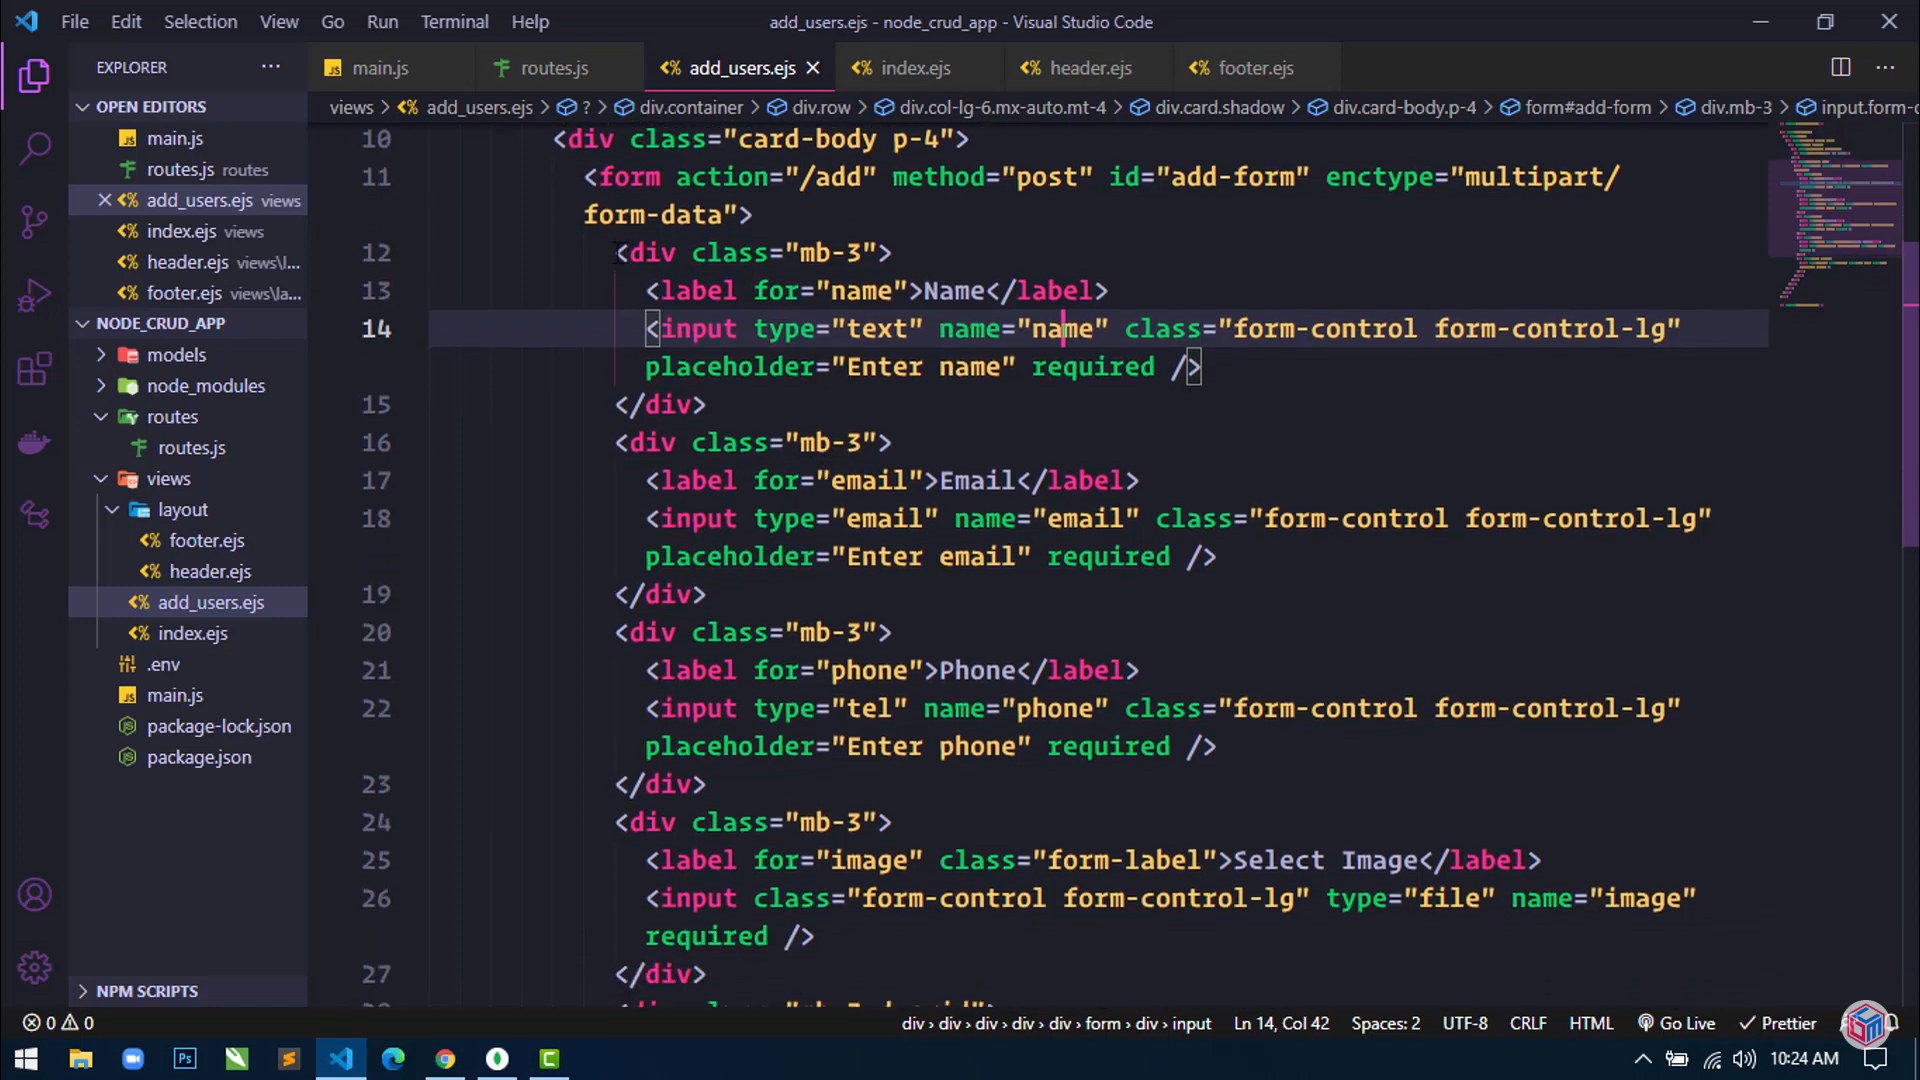 File Edit Selection View Go Run Terminal Help add_users.ejs - node_crud_app - Visual Studio Code
EXPLORER
main.js routes.js add_users.ejs index.ejs header.ejs footer.ejs
OPEN EDITORS
views > add_users.ejs > ? > div.container > div.row > div.col-lg-6.mx-auto.mt-4 > div.card.shadow > div.card-body.p-4 > form#add-form > div.mb-3 > input.form-c
main.js
routes.js routes
add_users.ejs views
index.ejs views
header.ejs views\l...
footer.ejs views\la...
NODE_CRUD_APP
models
node_modules
routes
routes.js
views
layout
footer.ejs
header.ejs
add_users.ejs
index.ejs
.env
main.js
package-lock.json
package.json
NPM SCRIPTS
10 <div class="card-body p-4">
11 <form action="/add" method="post" id="add-form" enctype="multipart/
form-data">
12 <div class="mb-3">
13 <label for="name">Name</label>
14 <input type="text" name="name" class="form-control form-control-lg"
placeholder="Enter name" required />
15 </div>
16 <div class="mb-3">
17 <label for="email">Email</label>
18 <input type="email" name="email" class="form-control form-control-lg"
placeholder="Enter email" required />
19 </div>
20 <div class="mb-3">
21 <label for="phone">Phone</label>
22 <input type="tel" name="phone" class="form-control form-control-lg"
placeholder="Enter phone" required />
23 </div>
24 <div class="mb-3">
25 <label for="image" class="form-label">Select Image</label>
26 <input class="form-control form-control-lg" type="file" name="image"
required />
27 </div>
0 0 div › div › div › div › div › form › div › input Ln 14, Col 42 Spaces: 2 UTF-8 CRLF HTML Go Live Prettier
10:24 AM